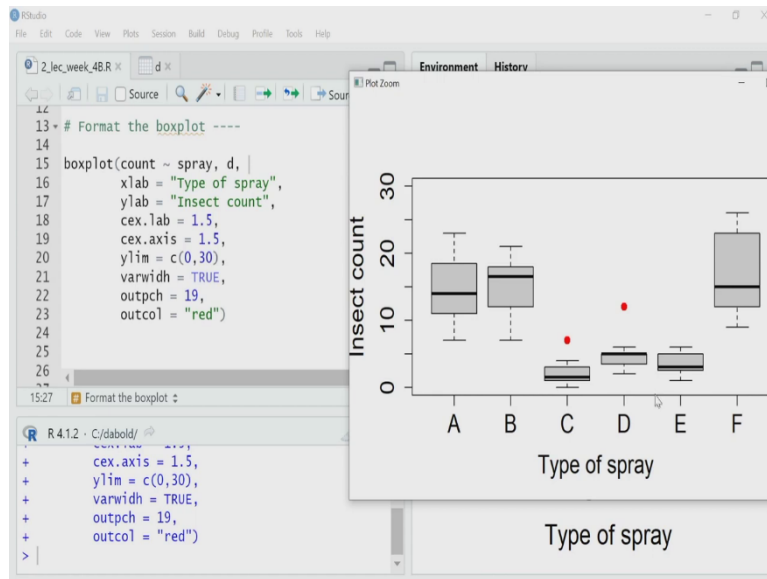 RStudio
File Edit Code View Plots Session Build Debug Profile Tools Help
2_lec_week_4B.R
d
Environment History
Source
Plot Zoom
12
13 # Format the boxplot ----
14
15 boxplot(count ~ spray, d,
16 xlab = "Type of spray",
17 ylab = "Insect count",
18 cex.lab = 1.5,
19 cex.axis = 1.5,
20 ylim = c(0,30),
21 varwidh = TRUE,
22 outpch = 19,
23 outcol = "red")
24
25
26
15:27 Format the boxplot
R 4.1.2 · C:/dabold/
+ cex.axis = 1.5,
+ ylim = c(0,30),
+ varwidh = TRUE,
+ outpch = 19,
+ outcol = "red")
>
Insect count
30
20
10
0
A B C D E F
Type of spray
Type of spray